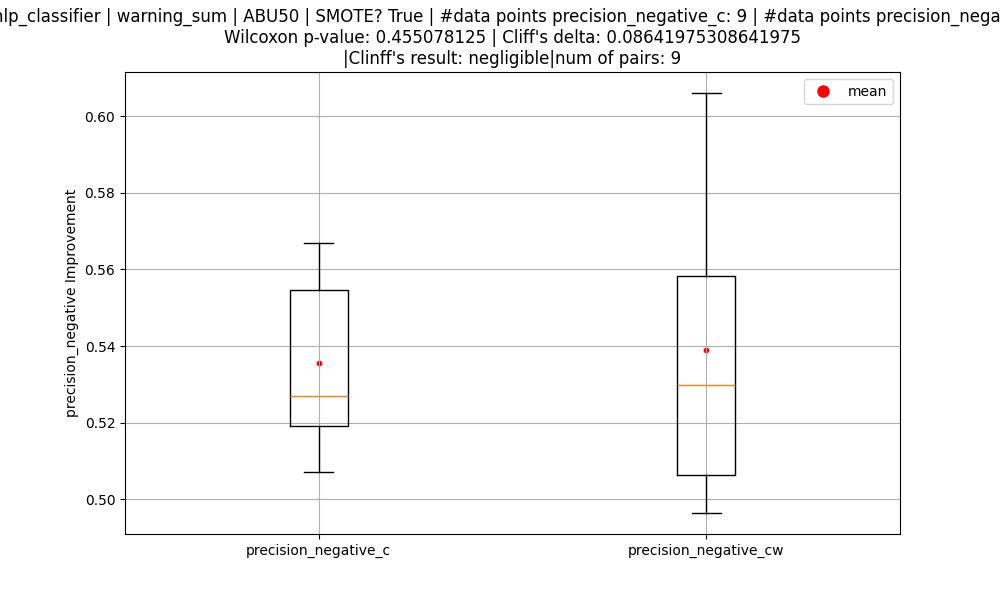 nlp_classifier | warning_sum | ABU50 | SMOTE? True | #data points precision_negative_c: 9 | #data points precision_nega
Wilcoxon p-value: 0.455078125 | Cliff's delta: 0.08641975308641975
|Clinff's result: negligible|num of pairs: 9
mean
0.60
0.58
0.56
0.54
0.52
0.50
precision_negative Improvement
precision_negative_c
precision_negative_cw